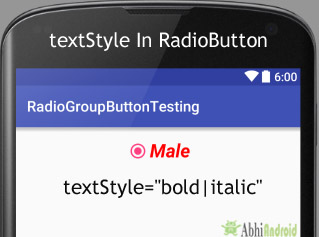 textStyle In RadioButton
6:00
RadioGroupButtonTesting
Male
textStyle="bold|italic"
AbhiAndroid